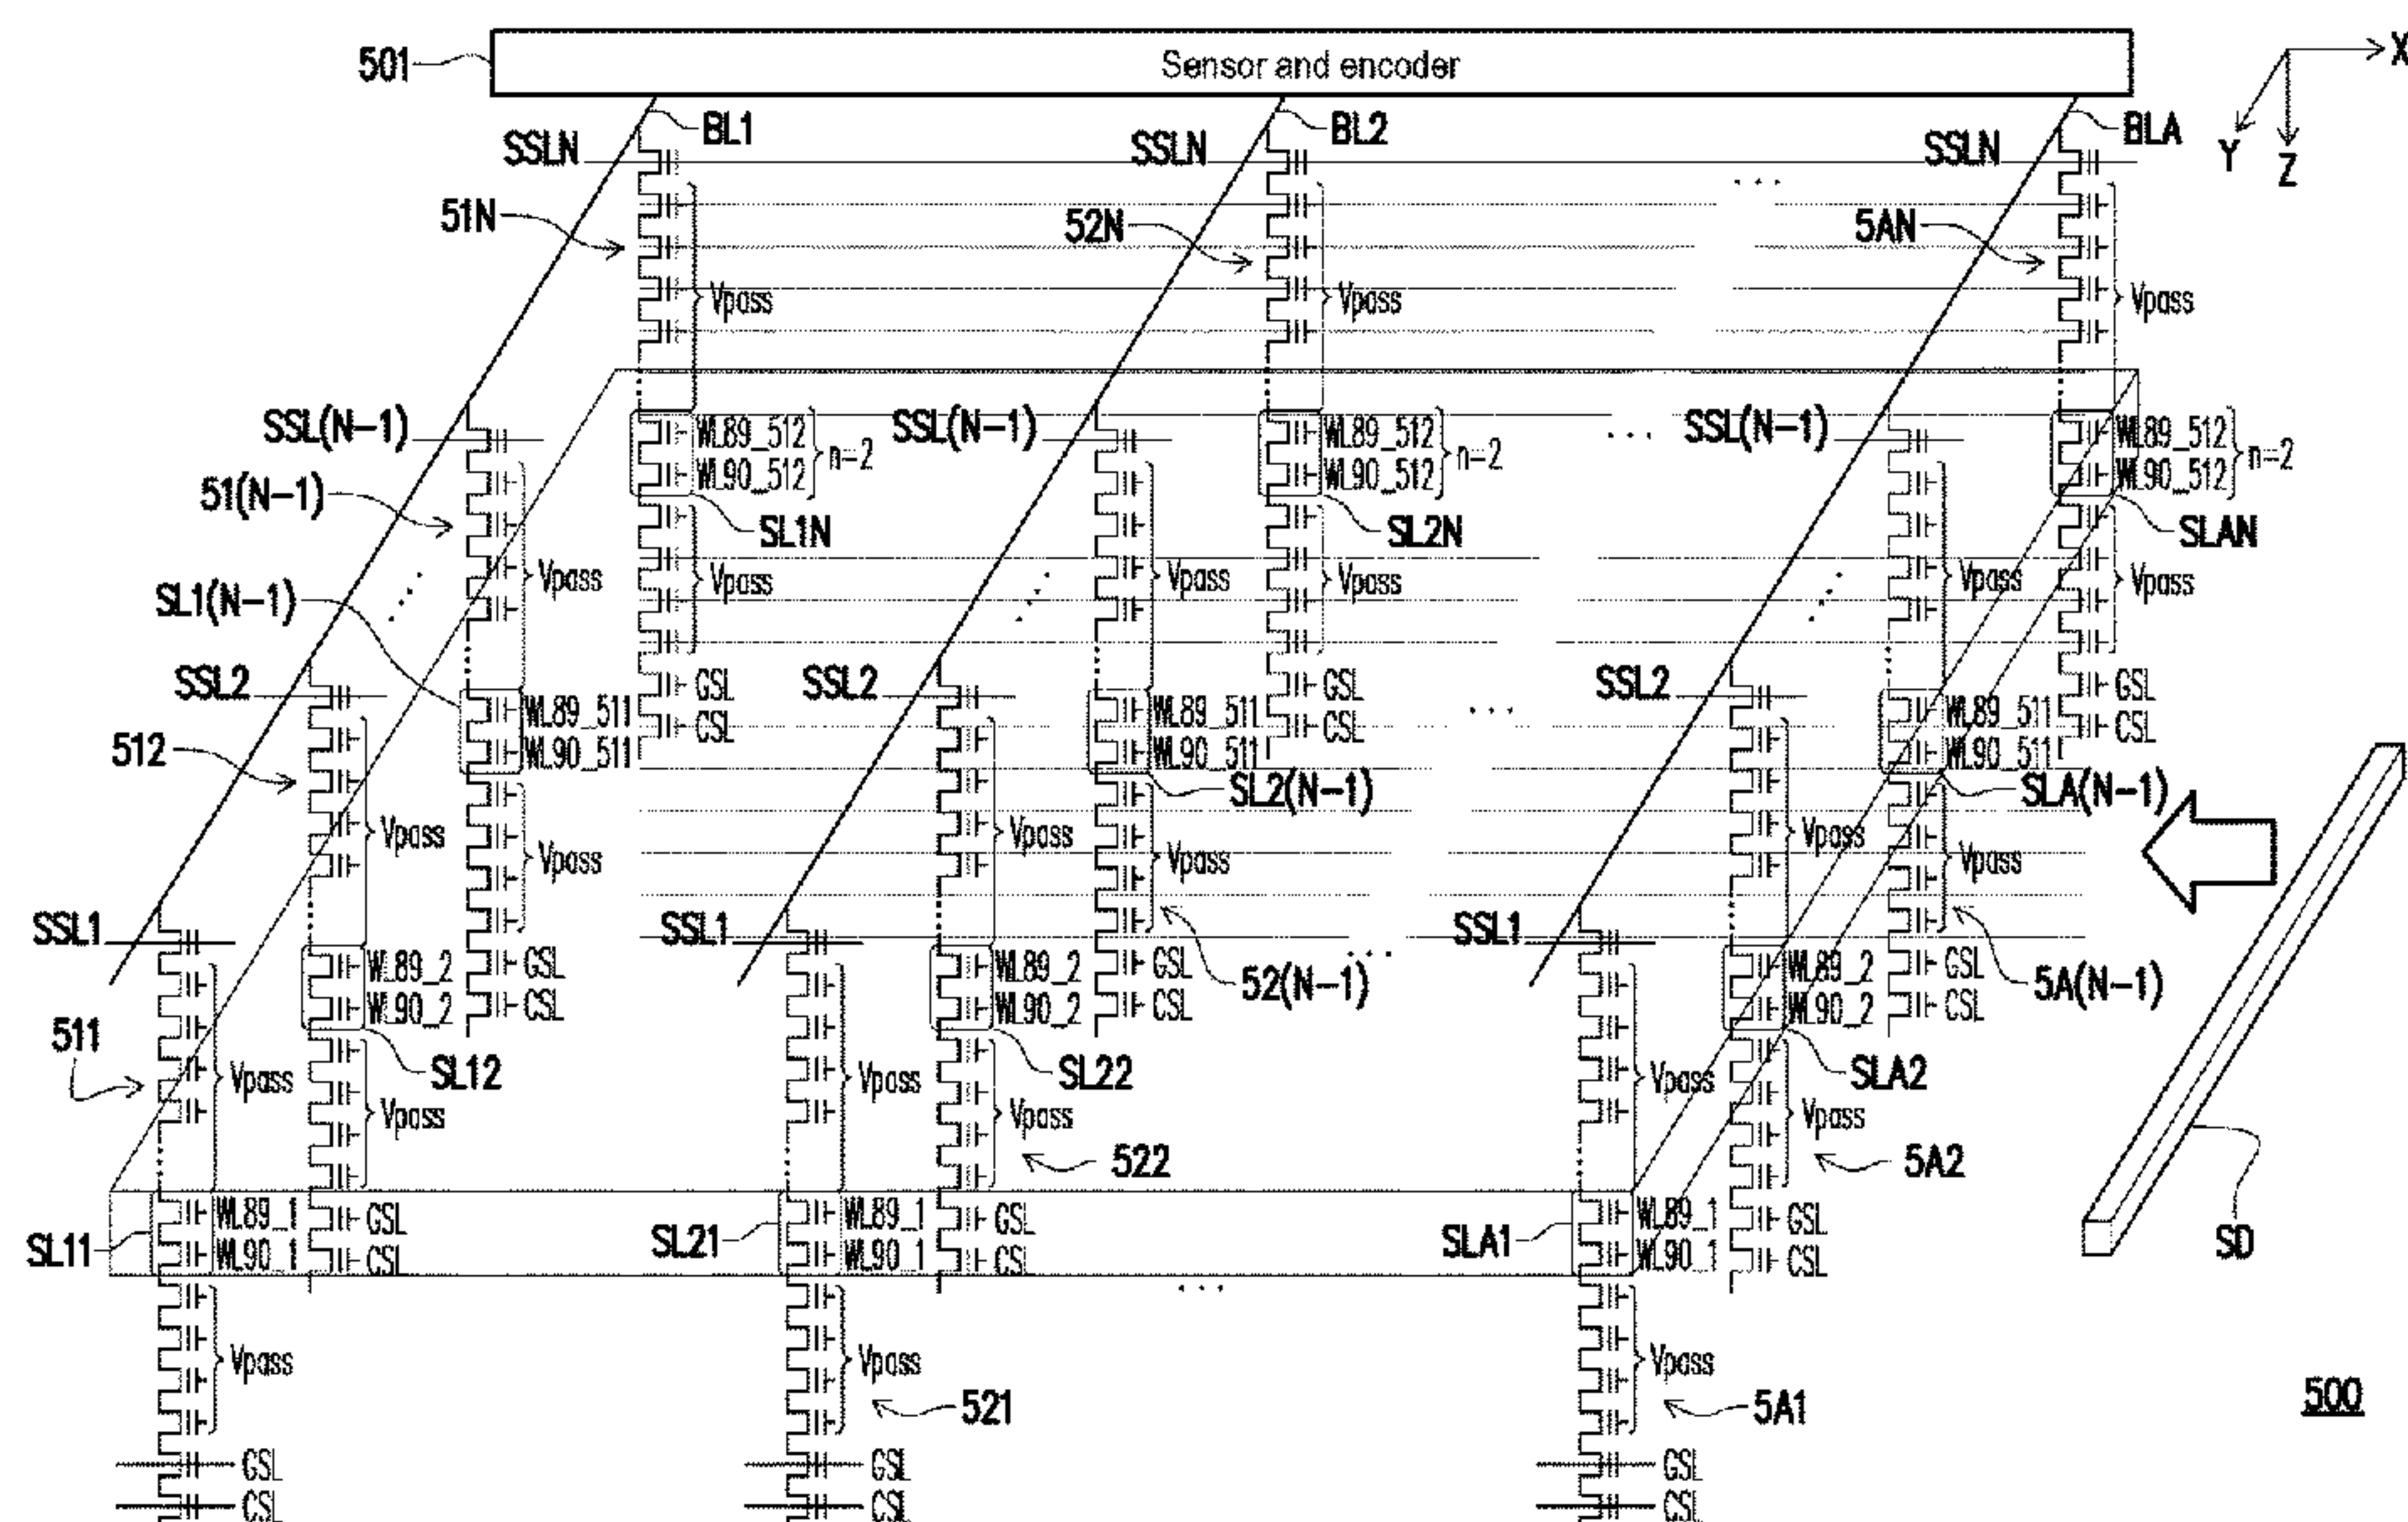 501
Sensor and encoder
X
Y
Z
BL1
BL2
BLA
SSLN
SSLN
SSLN
51N
52N
5AN
Vpass
Vpass
Vpass
SSL(N-1)
WL89_512
WL90_512
n=2
SSL(N-1)
WL89_512
WL90_512
n=2
SSL(N-1)
WL89_512
WL90_512
n=2
51(N-1)
SL1N
SL2N
SLAN
Vpass
Vpass
Vpass
Vpass
Vpass
Vpass
SL1(N-1)
SSL2
GSL
CSL
SSL2
GSL
CSL
SSL2
GSL
CSL
WL89_511
WL90_511
WL89_511
WL90_511
WL89_511
WL90_511
512
SL2(N-1)
SLA(N-1)
Vpass
Vpass
Vpass
Vpass
Vpass
Vpass
SSL1
SSL1
SSL1
WL89_2
WL90_2
GSL
CSL
WL89_2
WL90_2
GSL
CSL
WL89_2
WL90_2
GSL
CSL
52(N-1)
5A(N-1)
511
SL12
SL22
SLA2
Vpass
Vpass
Vpass
Vpass
Vpass
Vpass
522
5A2
SL11
WL89_1
WL90_1
GSL
CSL
SL21
WL89_1
WL90_1
GSL
CSL
SLA1
WL89_1
WL90_1
GSL
CSL
SD
Vpass
Vpass
Vpass
521
5A1
500
GSL
CSL
GSL
CSL
GSL
CSL